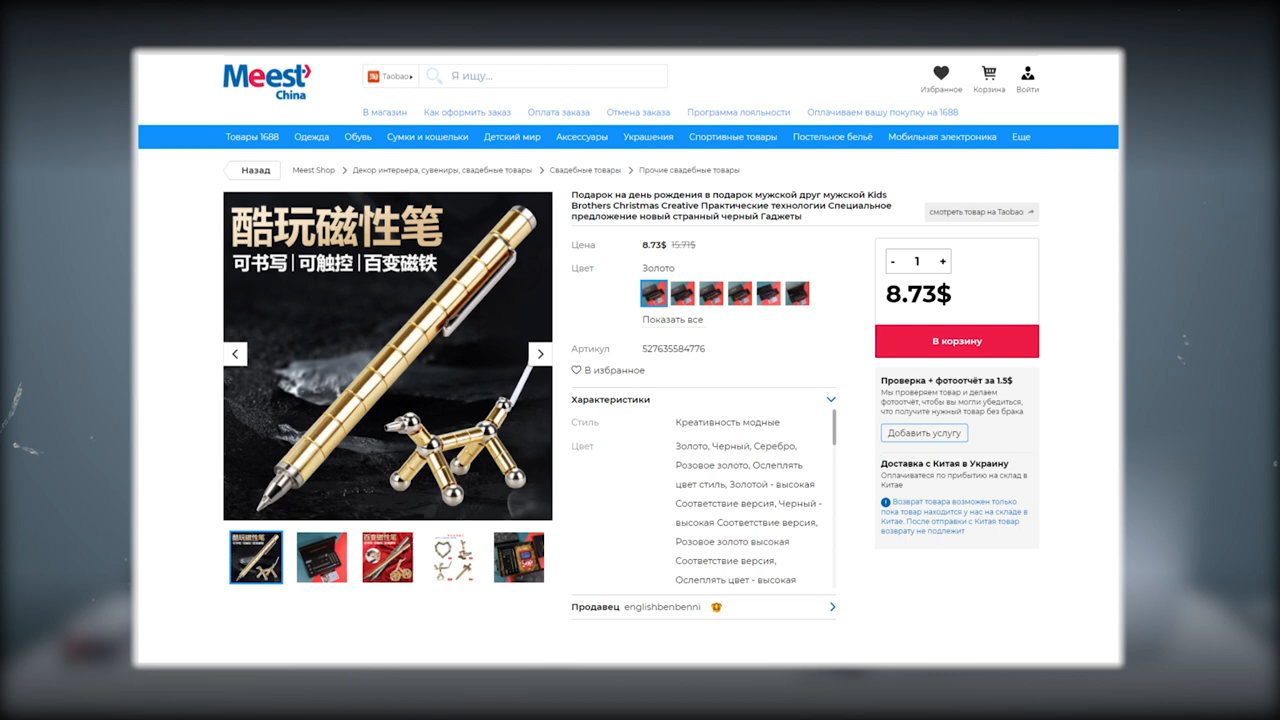 Meest
China
Taobao
Я ищу...
Избранное
Корзина
Войти
В магазин
Как оформить заказ
Оплата заказа
Отмена заказа
Программа лояльности
Оплачиваем вашу покупку на 1688
Товары 1688
Одежда
Обувь
Сумки и кошельки
Детский мир
Аксессуары
Украшения
Спортивные товары
Постельное бельё
Мобильная электроника
Еще
Назад
Meest Shop
Декор интерьера, сувениры, свадебные товары
Свадебные товары
Прочие свадебные товары
酷玩磁性笔
可书写|可触控|百变磁铁
Подарок на день рождения в подарок мужской друг мужской Kids
Brothers Christmas Creative Практические технологии Специальное
предложение новый странный черный Гаджеты
смотреть товар на Taobao
Цена
8.73$ 15.71$
Цвет
Золото
Показать все
Артикул
527635584776
В избранное
Характеристики
Стиль
Креативность модные
Цвет
Золото, Черный, Серебро,
Розовое золото, Ослеплять
цвет стиль, Золотой - высокая
Соответствие версия, Черный -
высокая Соответствие версия,
Розовое золото высокая
Соответствие версия,
Ослеплять цвет - высокая
Продавец englishbenbenni
- 1 +
8.73$
В корзину
Проверка + фотоотчёт за 1.5$
Мы проверяем товар и делаем
фотоотчёт, чтобы вы могли убедиться,
что получите нужный товар без брака
Добавить услугу
Доставка с Китая в Украину
Оплачивается по прибытию на склад в
Китае
Возврат товара возможен только
пока товар находится у нас на складе в
Китае. После отправки с Китая товар
возврату не подлежит